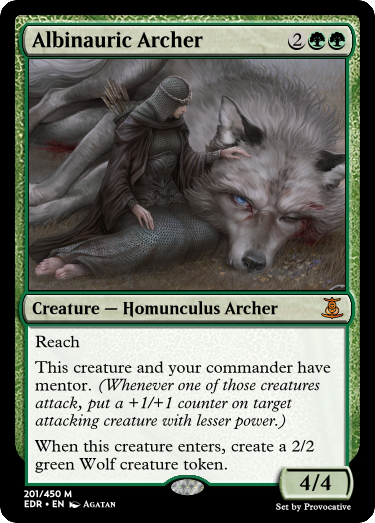 Albinauric Archer 2
Creature — Homunculus Archer
Reach
This creature and your commander have
mentor. (Whenever one of those creatures
attack, put a +1/+1 counter on target
attacking creature with lesser power.)
When this creature enters, create a 2/2
green Wolf creature token.
4/4
201/450 M
EDR • EN Agatan
Set by Provocative